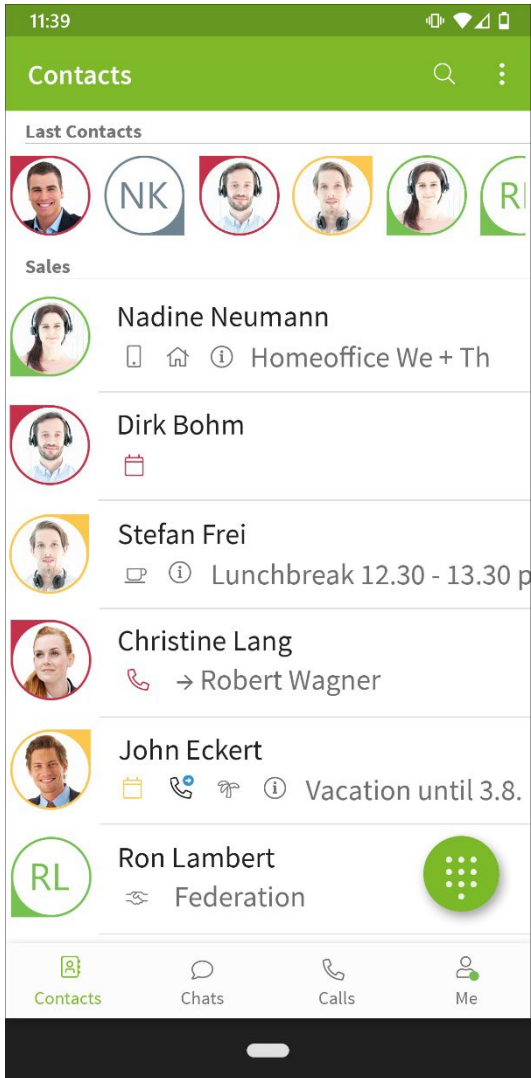 11:39
Contacts
Last Contacts
NK
Sales
Nadine Neumann
Homeoffice We + Th
Dirk Bohm
Stefan Frei
Lunchbreak 12.30 - 13.30 p
Christine Lang
→ Robert Wagner
John Eckert
Vacation until 3.8.
RL
Ron Lambert
Federation
Contacts
Chats
Calls
Me